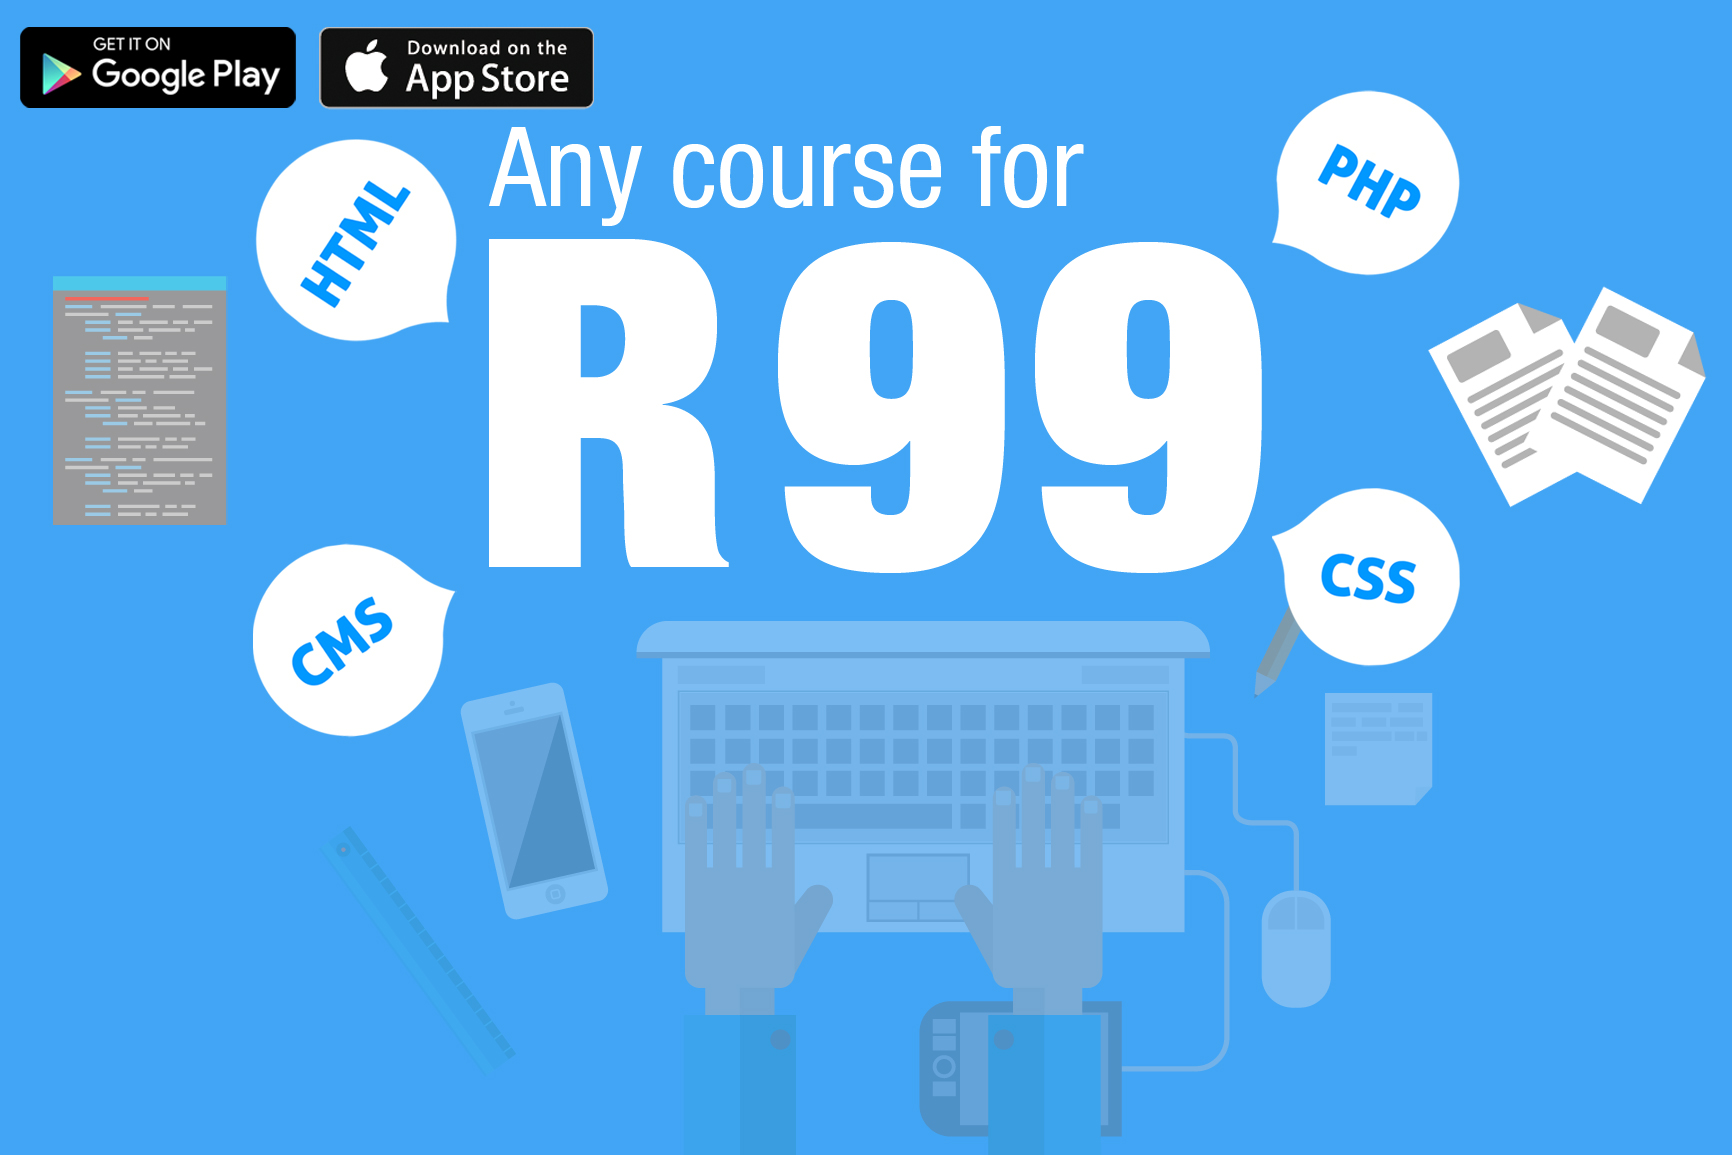 GET IT ON
Google Play
Download on the
App Store
Any course for
R99
HTML
PHP
CMS
CSS